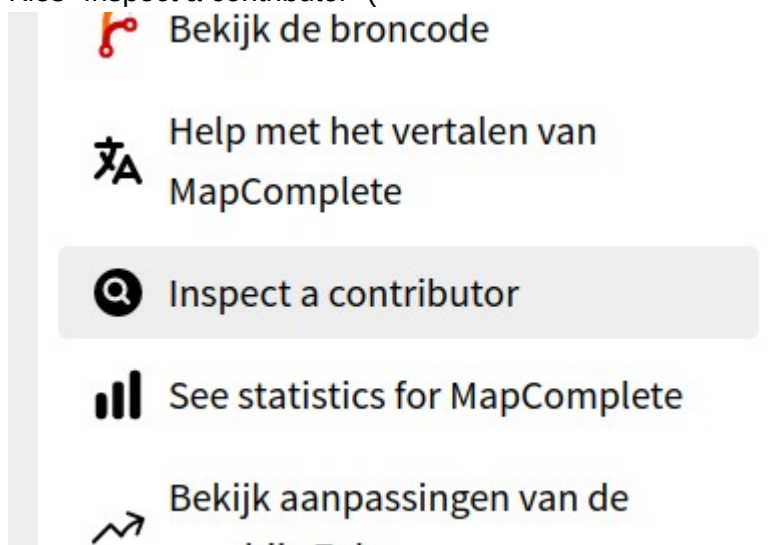 Bekijk de broncode
Help met het vertalen van
MapComplete
Inspect a contributor
See statistics for MapComplete
Bekijk aanpassingen van de